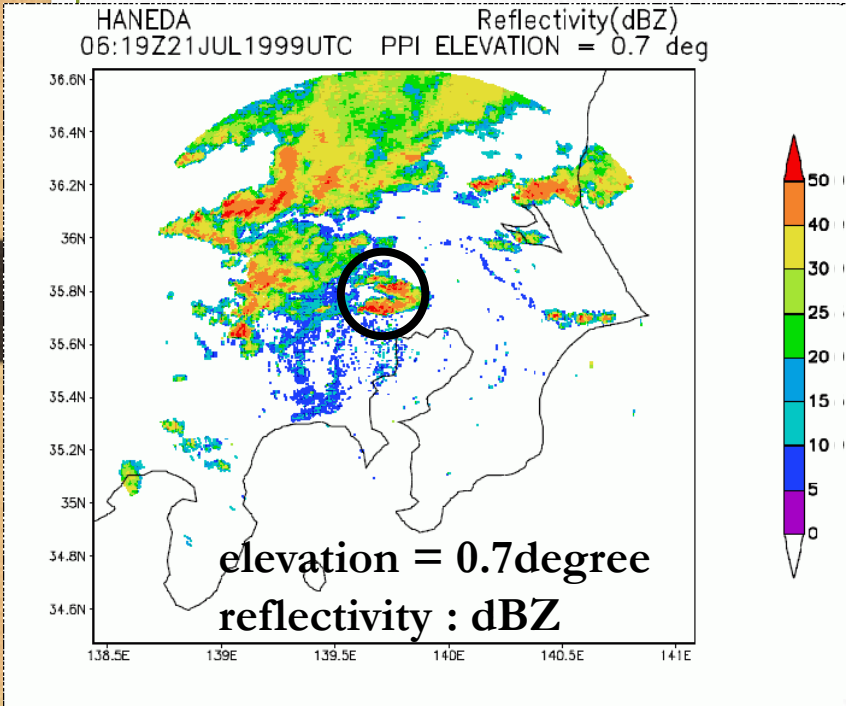 HANEDA Reflectivity(dBZ)
06:19Z21JUL1999UTC PPI ELEVATION = 0.7 deg
36.6N
36.4N
36.2N
36N
35.8N
35.6N
35.4N
35.2N
35N
34.8N
34.6N
138.5E 139E 139.5E 140E 140.5E 141E
50
40
30
25
20
15
10
5
0
elevation = 0.7degree
reflectivity : dBZ